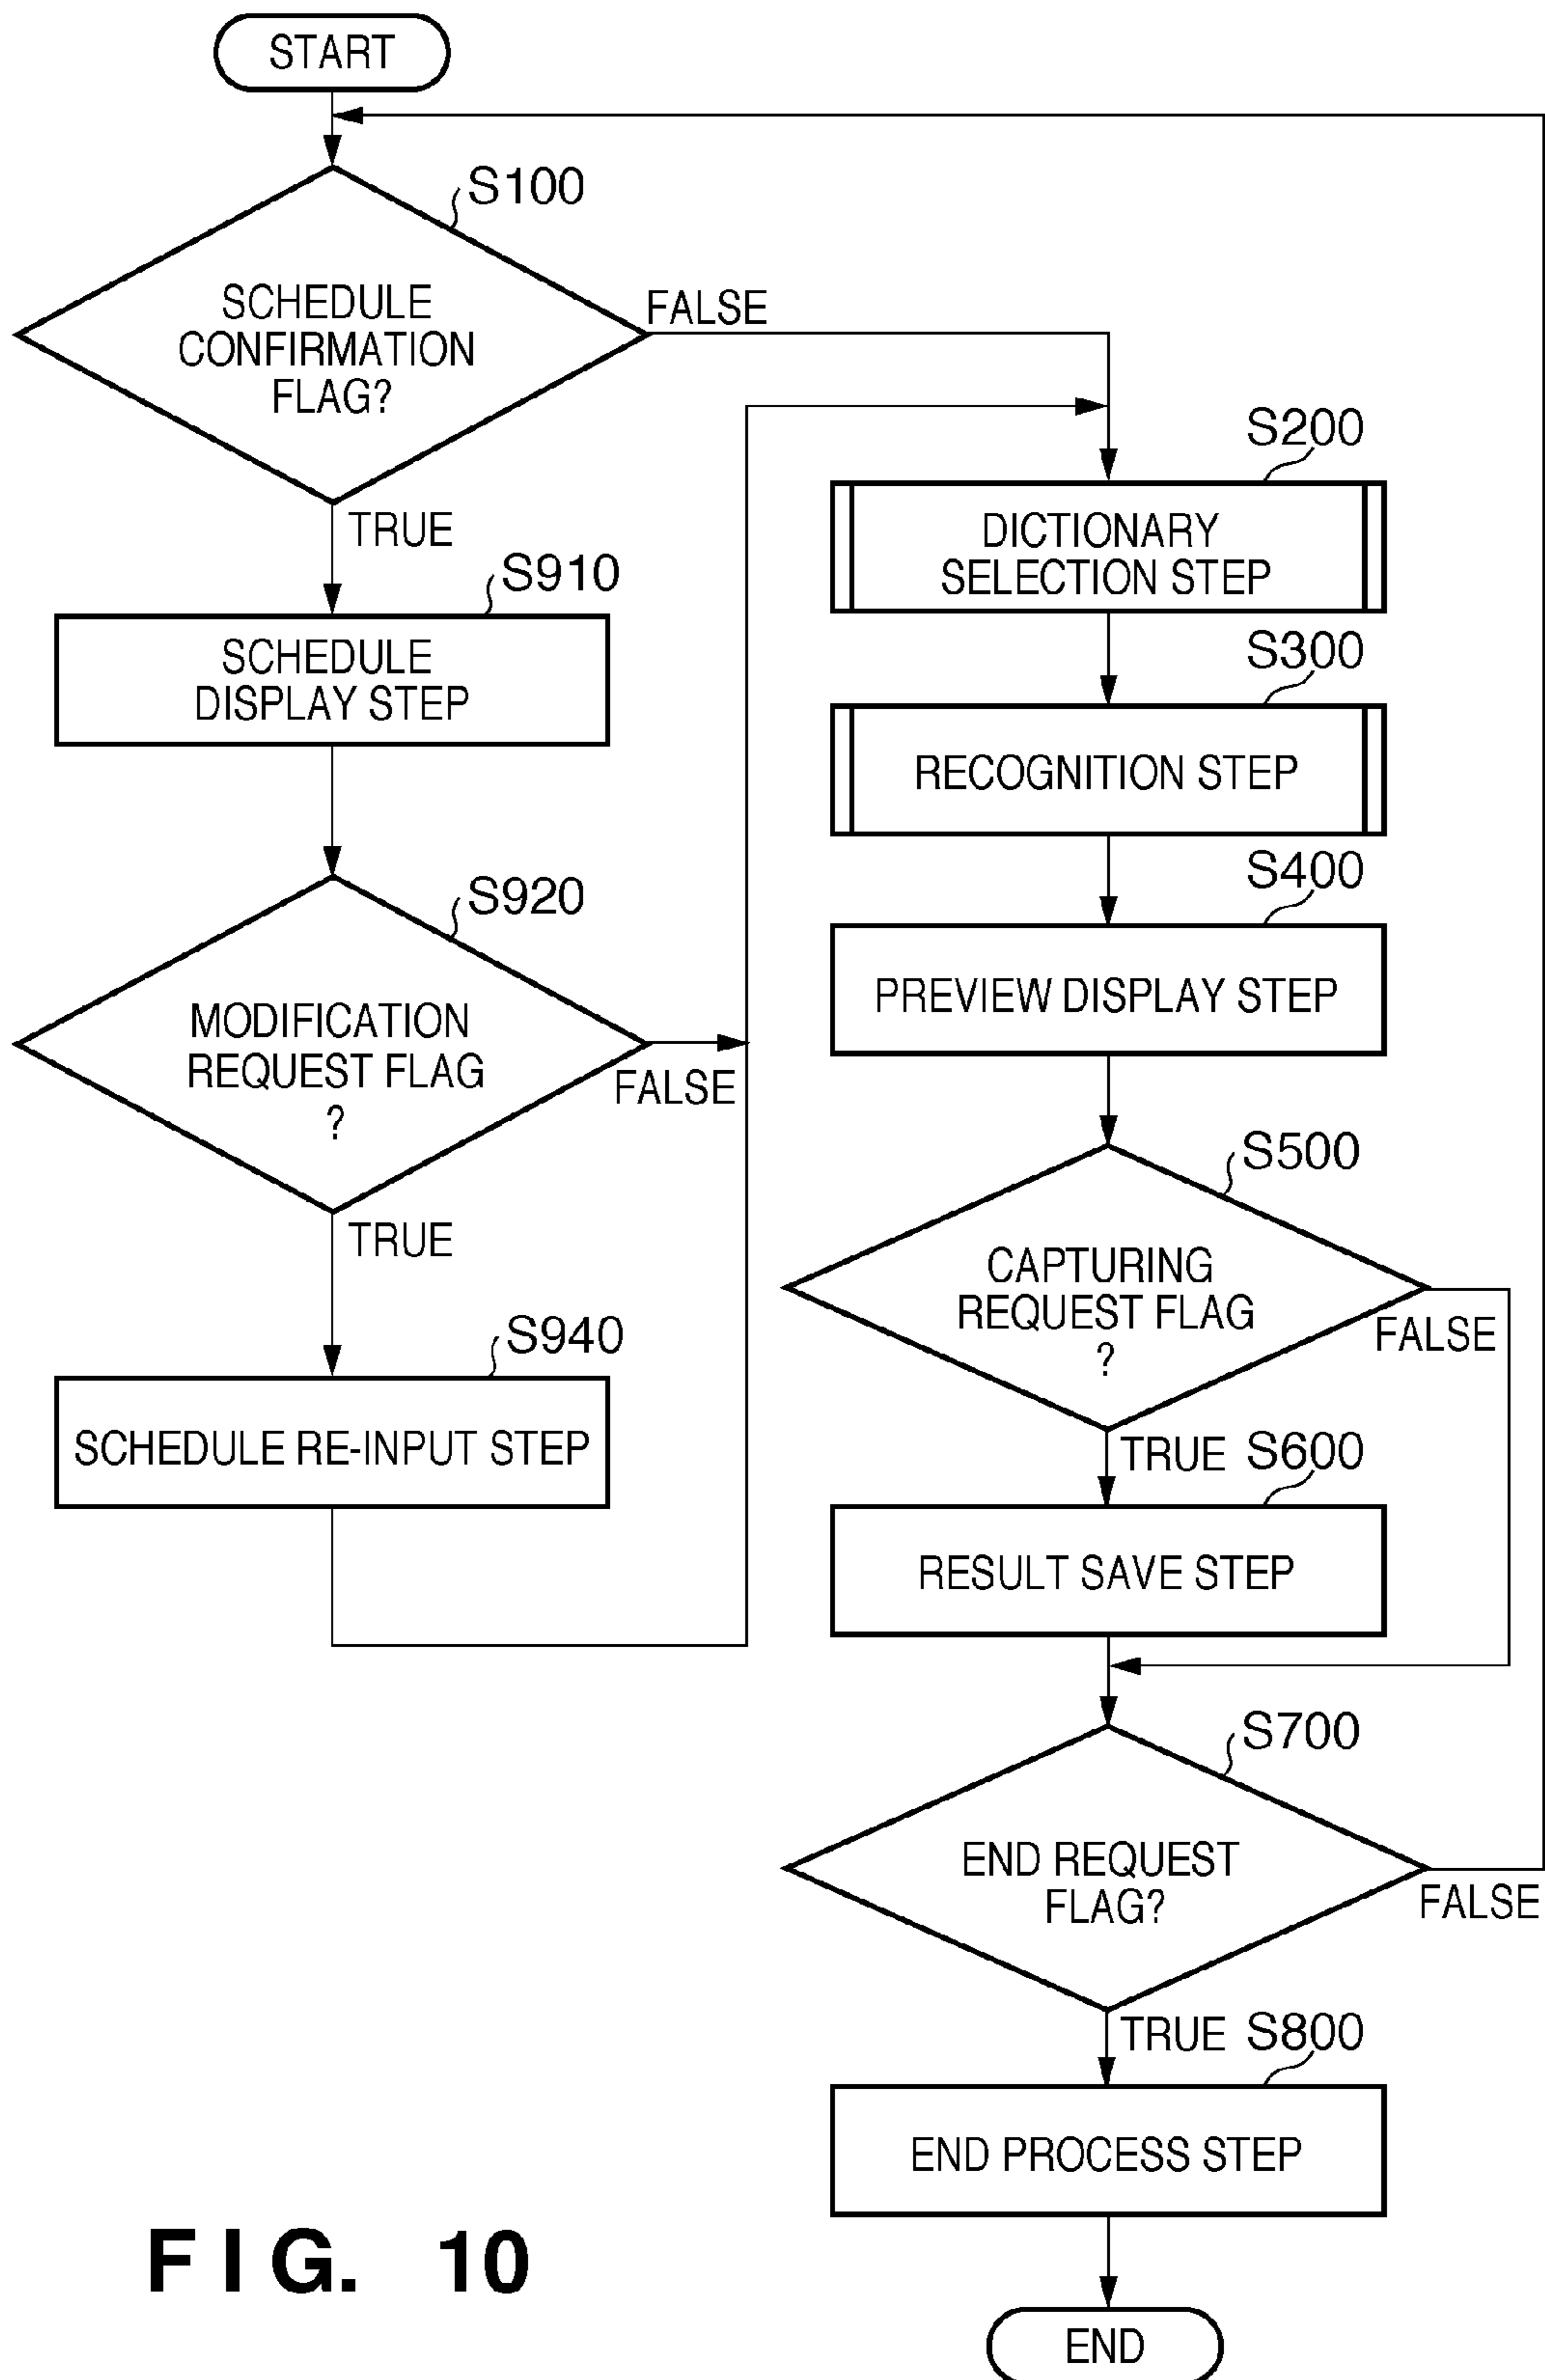 START
S100
SCHEDULE
CONFIRMATION
FLAG?
FALSE
TRUE
S910
SCHEDULE
DISPLAY STEP
S920
MODIFICATION
REQUEST FLAG
?
FALSE
TRUE
S940
SCHEDULE RE-INPUT STEP
S200
DICTIONARY
SELECTION STEP
S300
RECOGNITION STEP
S400
PREVIEW DISPLAY STEP
S500
CAPTURING
REQUEST FLAG
?
FALSE
TRUE S600
RESULT SAVE STEP
S700
END REQUEST
FLAG?
FALSE
TRUE S800
END PROCESS STEP
END
FIG. 10